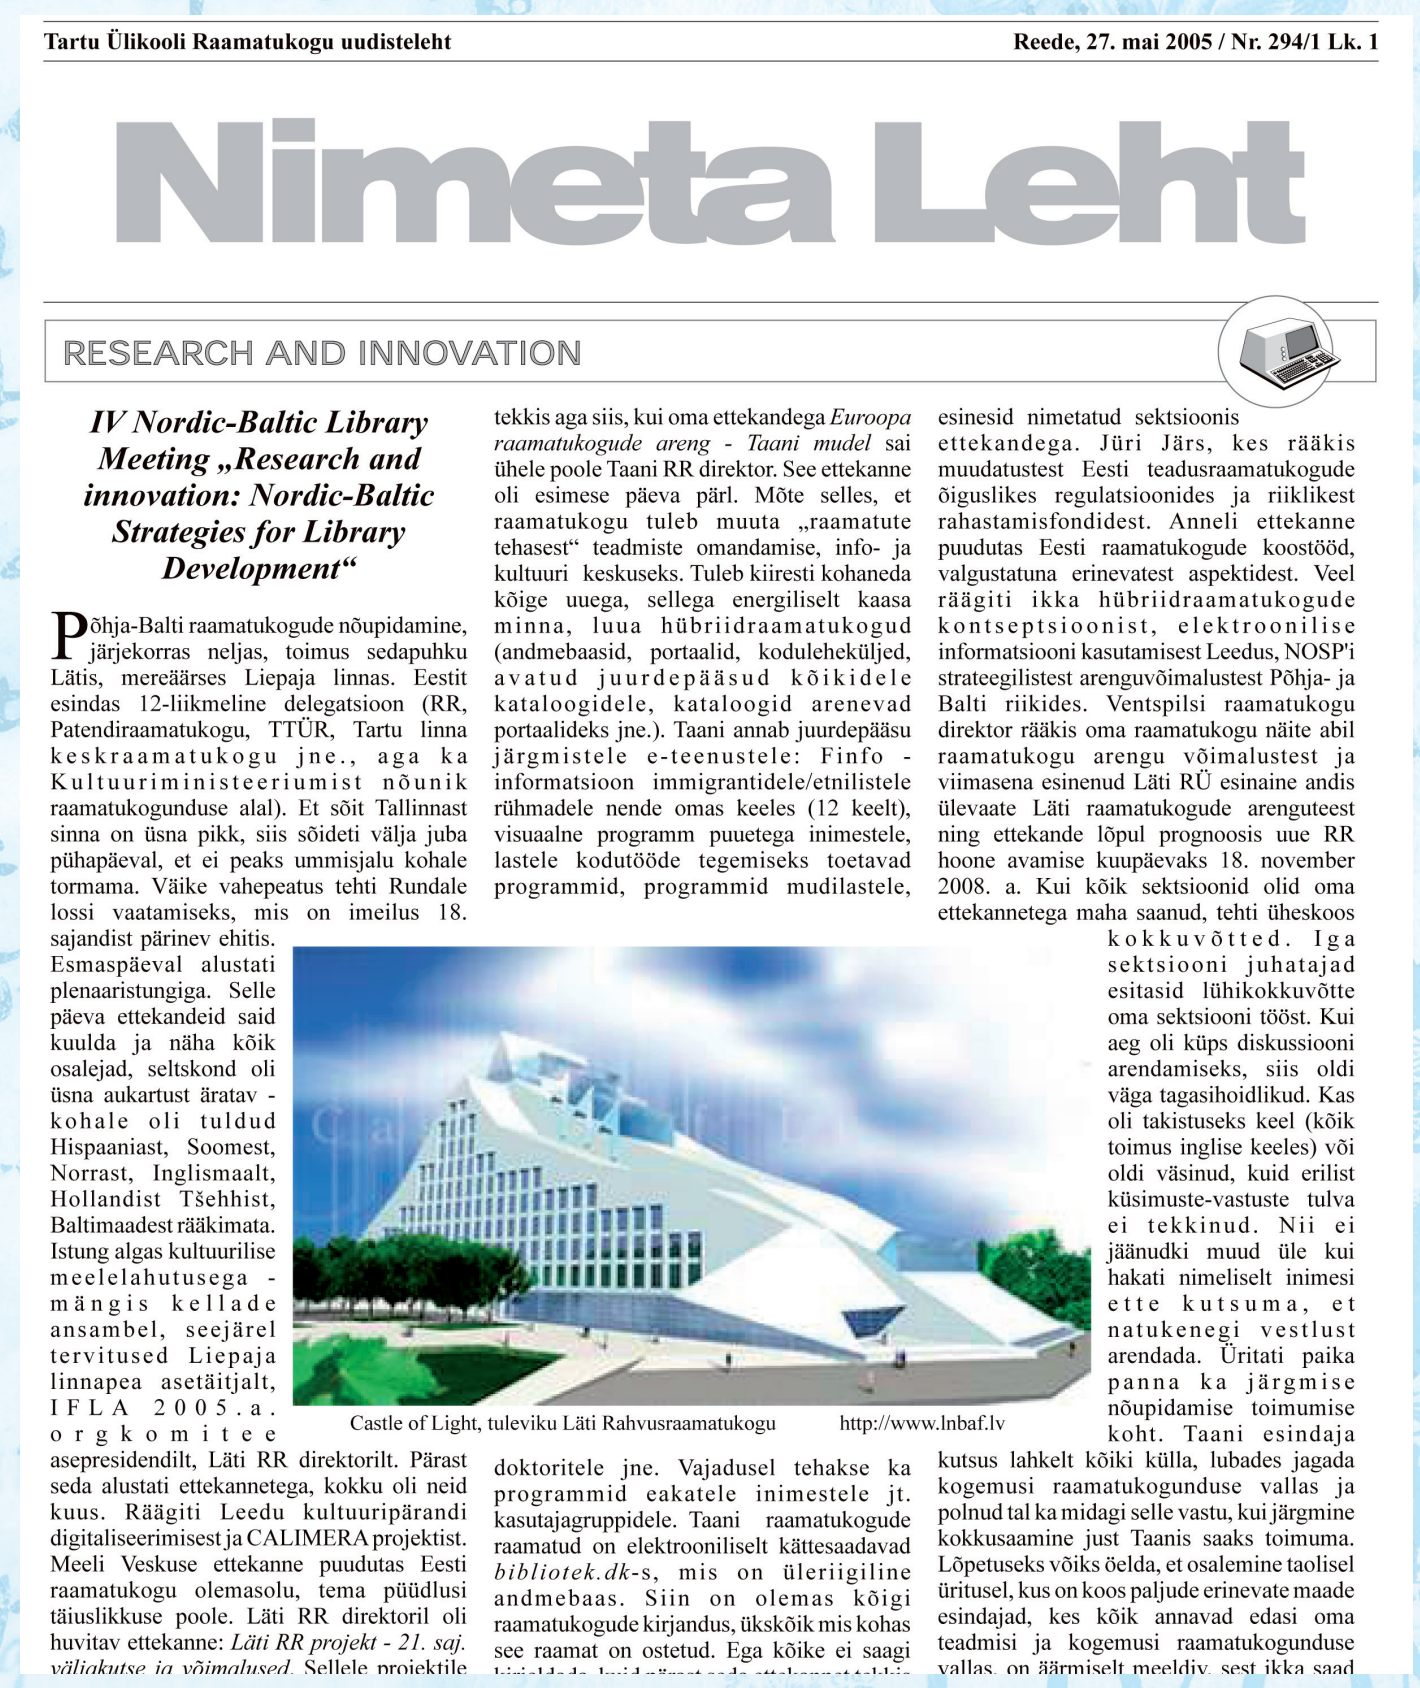 Tartu Ülikooli Raamatukogu uudisteleht
Reede, 27. mai 2005 / Nr. 294/1 Lk. 1
Nimeta Leht
RESEARCH AND INNOVATION
IV Nordic-Baltic Library
Meeting „Research and
innovation: Nordic-Baltic
Strategies for Library
Development“
Põhja-Balti raamatukogude nõupidamine,
järjekorras neljas, toimus sedapuhku
Lätis, mereäärses Liepaja linnas. Eestit
esindas 12-liikmeline delegatsioon (RR,
Patendiraamatukogu, TTÜR, Tartu linna
keskraamatukogu jne., aga ka
Kultuuriministeeriumist nõunik
raamatukogunduse alal). Et sõit Tallinnast
sinna on üsna pikk, siis sõideti välja juba
pühapäeval, et ei peaks ummisjalu kohale
tormama. Väike vahepeatus tehti Rundale
lossi vaatamiseks, mis on imeilus 18.
sajandist pärinev ehitis.
Esmaspäeval alustati
plenaaristungiga. Selle
päeva ettekandeid said
kuulda ja näha kõik
osalejad, seltskond oli
üsna aukartust äratav -
kohale oli tuldud
Hispaaniast, Soomest,
Norrast, Inglismaalt,
Hollandist Tšehhist,
Baltimaadest rääkimata.
Istung algas kultuurilise
meelelahutusega -
mängis kellade
ansambel, seejärel
tervitused Liepaja
linnapea asetäitjalt,
IFLA 2005.a.
orgkomitee
asepresidendilt, Läti RR direktorilt. Pärast
seda alustati ettekannetega, kokku oli neid
kuus. Räägiti Leedu kultuuripärandi
digitaliseerimisest ja CALIMERA projektist.
Meeli Veskuse ettekanne puudutas Eesti
raamatukogu olemasolu, tema püüdlusi
täiuslikkuse poole. Läti RR direktoril oli
huvitav ettekanne: Läti RR projekt - 21. saj.
väljakutse ja võimalused. Sellele projektile
tekkis aga siis, kui oma ettekandega Euroopa
raamatukogude areng - Taani mudel sai
ühele poole Taani RR direktor. See ettekanne
oli esimese päeva pärl. Mõte selles, et
raamatukogu tuleb muuta „raamatute
tehasest“ teadmiste omandamise, info- ja
kultuuri keskuseks. Tuleb kiiresti kohaneda
kõige uuega, sellega energiliselt kaasa
minna, luua hübriidraamatukogud
(andmebaasid, portaalid, koduleheküljed,
avatud juurdepääsud kõikidele
kataloogidele, kataloogid arenevad
portaalideks jne.). Taani annab juurdepääsu
järgmistele e-teenustele: Finfo -
informatsioon immigrantidele/etnilistele
rühmadele nende omas keeles (12 keelt),
visuaalne programm puuetega inimestele,
lastele kodutööde tegemiseks toetavad
programmid, programmid mudilastele,
Castle of Light, tuleviku Läti Rahvusraamatukogu
http://www.lnbaf.lv
doktoritele jne. Vajadusel tehakse ka
programmid eakatele inimestele jt.
kasutajagruppidele. Taani raamatukogude
raamatud on elektrooniliselt kättesaadavad
bibliotek.dk-s, mis on üleriigiline
andmebaas. Siin on olemas kõigi
raamatukogude kirjandus, ükskõik mis kohas
see raamat on ostetud. Ega kõike ei saagi
kirjeldada, kuid pärast seda ettekannet tekkis
esinesid nimetatud sektsioonis
ettekandega. Jüri Järs, kes rääkis
muudatustest Eesti teadusraamatukogude
õiguslikes regulatsioonides ja riiklikest
rahastamisfondidest. Anneli ettekanne
puudutas Eesti raamatukogude koostööd,
valgustatuna erinevatest aspektidest. Veel
räägiti ikka hübriidraamatukogude
kontseptsioonist, elektroonilise
informatsiooni kasutamisest Leedus, NOSP'i
strateegilistest arenguvõimalustest Põhja- ja
Balti riikides. Ventspilsi raamatukogu
direktor rääkis oma raamatukogu näite abil
raamatukogu arengu võimalustest ja
viimasena esinenud Läti RÜ esinaine andis
ülevaate Läti raamatukogude arenguteest
ning ettekande lõpul prognoosis uue RR
hoone avamise kuupäevaks 18. november
2008. a. Kui kõik sektsioonid olid oma
ettekannetega maha saanud, tehti üheskoos
kokkuvõtted. Iga
sektsiooni juhatajad
esitasid lühikokkuvõtte
oma sektsiooni tööst. Kui
aeg oli küps diskussiooni
arendamiseks, siis oldi
väga tagasihoidlikud. Kas
oli takistuseks keel (kõik
toimus inglise keeles) või
oldi väsinud, kuid erilist
küsimuste-vastuste tulva
ei tekkinud. Nii ei
jäänudki muud üle kui
hakati nimeliselt inimesi
ette kutsuma, et
natukenegi vestlust
arendada. Üritati paika
panna ka järgmise
nõupidamise toimumise
koht. Taani esindaja
kutsus lahkelt kõiki külla, lubades jagada
kogemusi raamatukogunduse vallas ja
polnud tal ka midagi selle vastu, kui järgmine
kokkusaamine just Taanis saaks toimuma.
Lõpetuseks võiks öelda, et osalemine taolisel
üritusel, kus on koos paljude erinevate maade
esindajad, kes kõik annavad edasi oma
teadmisi ja kogemusi raamatukogunduse
vallas, on äärmiselt meeldiv, sest ikka saad